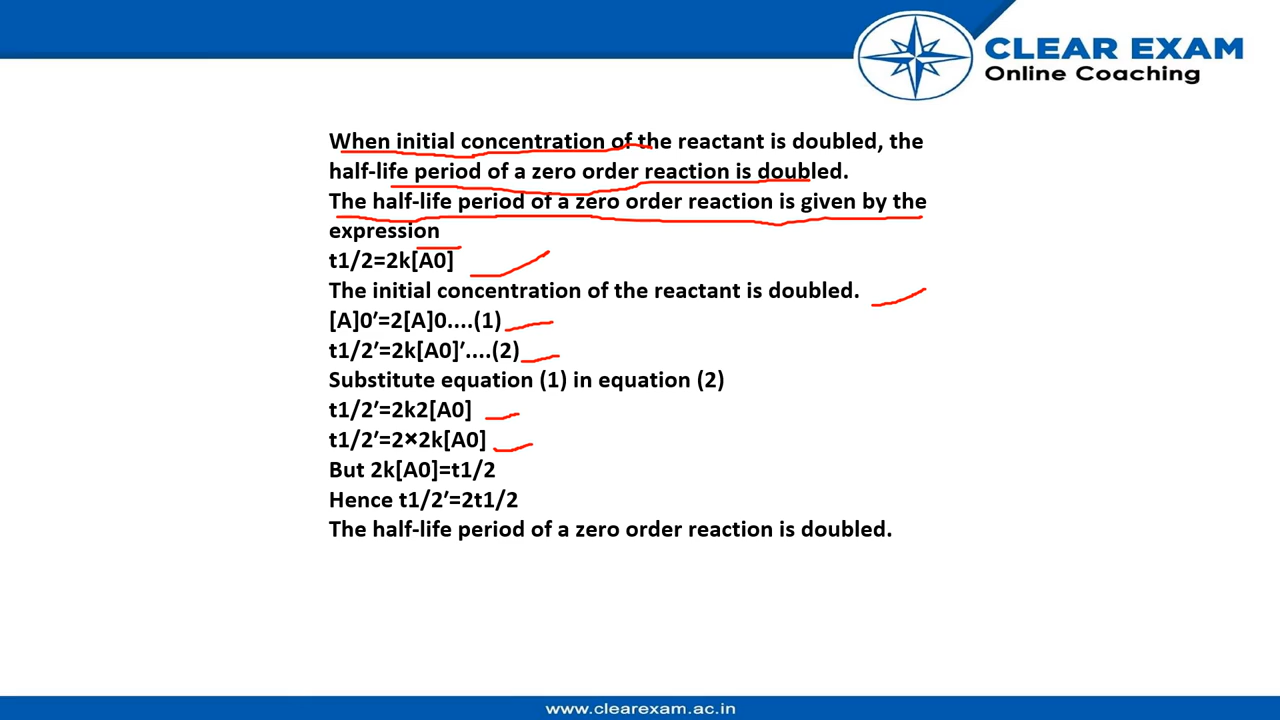 CLEAR EXAM
Online Coaching
When initial concentration of the reactant is doubled, the
half-life period of a zero order reaction is doubled.
The half-life period of a zero order reaction is given by the
expression
t1/2=2k[A0]
The initial concentration of the reactant is doubled.
[A]0′=2[A]0....(1)
t1/2′=2k[A0]′....(2)
Substitute equation (1) in equation (2)
t1/2′=2k2[A0]
t1/2′=2×2k[A0]
But 2k[A0]=t1/2
Hence t1/2′=2t1/2
The half-life period of a zero order reaction is doubled.
www.clearexam.ac.in